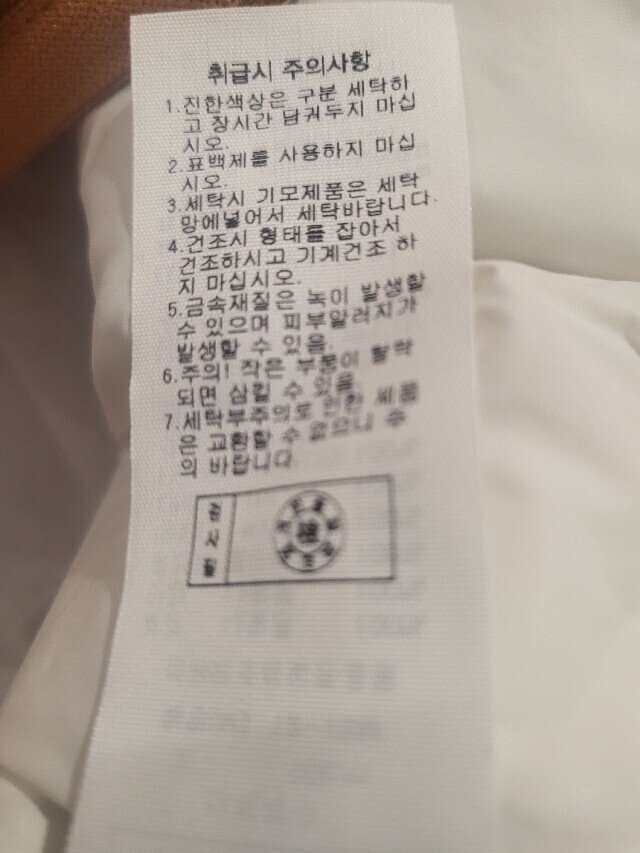 취급시 주의사항
1.진한색상은 구분 세탁하
고 장시간 담궈두지 마십
시오.
2.표백제를 사용하지 마십
시오.
3.세탁시 기모제품은 세탁
망에넣어서 세탁바랍니다.
4.건조시 형태를 잡아서
건조하시고 기계건조 하
지 마십시오.
5.금속재질은 녹이 발생할
수 있으며 피부알러지가
발생할 수 있음.
6.주의! 작은 부품이 탈락
되면 삼킬 수 있음.
7.세탁부주의로 인한 제품
은 교환할 수 없으니 주
의 바랍니다.
검
사
필